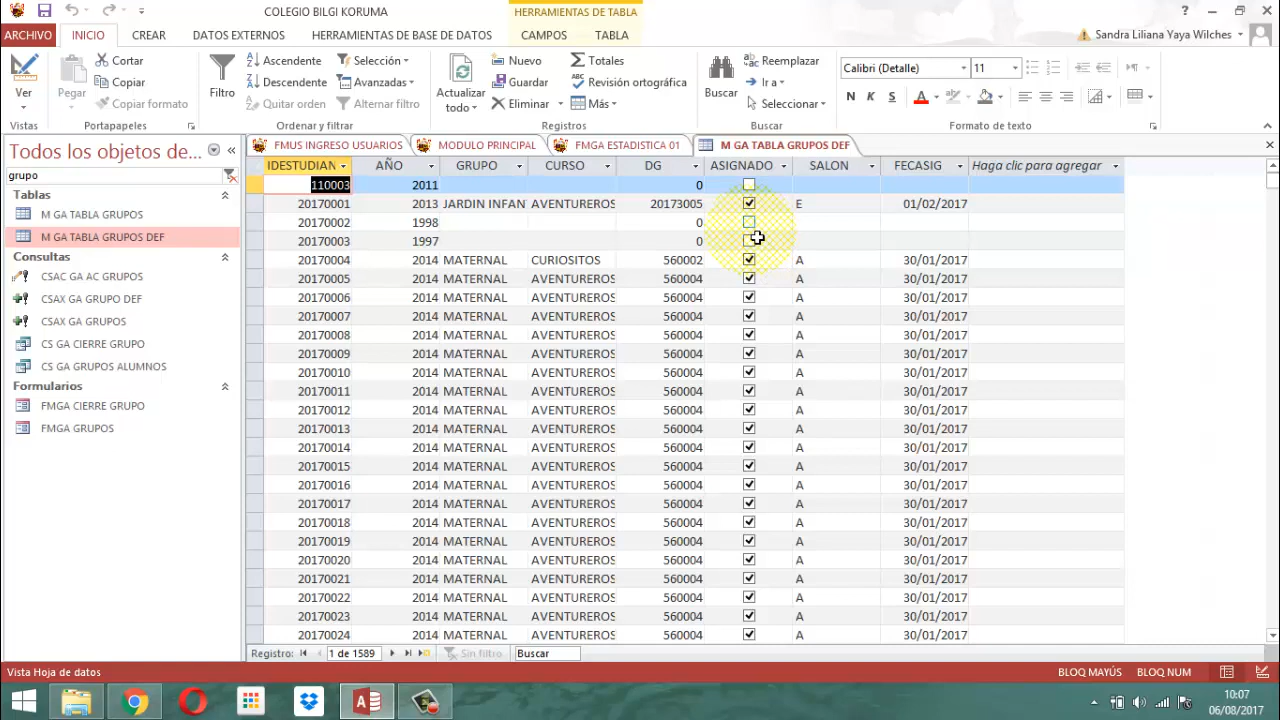 COLEGIO BILGI KORUMA
HERRAMIENTAS DE TABLA
ARCHIVO INICIO CREAR DATOS EXTERNOS HERRAMIENTAS DE BASE DE DATOS CAMPOS TABLA Sandra Liliana Yaya Wilches
Ver
Vistas
Pegar
Cortar
Copiar
Copiar formato
Portapapeles
Filtro
Ascendente
Descendente
Quitar orden
Selección
Avanzadas
Alternar filtro
Ordenar y filtrar
Actualizar todo
Nuevo
Guardar
Eliminar
Totales
Revisión ortográfica
Más
Registros
Buscar
Reemplazar
Ir a
Seleccionar
Buscar
Calibri (Detalle) 11
N K S A
Formato de texto
Todos los objetos de...
grupo
Tablas
M GA TABLA GRUPOS
M GA TABLA GRUPOS DEF
Consultas
CSAC GA AC GRUPOS
CSAX GA GRUPO DEF
CSAX GA GRUPOS
CS GA CIERRE GRUPO
CS GA GRUPOS ALUMNOS
Formularios
FMGA CIERRE GRUPO
FMGA GRUPOS
FMUS INGRESO USUARIOS MODULO PRINCIPAL FMGA ESTADISTICA 01 M GA TABLA GRUPOS DEF
IDESTUDIAN AÑO GRUPO CURSO DG ASIGNADO SALON FECASIG Haga clic para agregar
110003 2011 0
20170001 2013 JARDIN INFAN AVENTUREROS 20173005 E 01/02/2017
20170002 1998 0
20170003 1997 0
20170004 2014 MATERNAL CURIOSITOS 560002 A 30/01/2017
20170005 2014 MATERNAL AVENTUREROS 560004 A 30/01/2017
20170006 2014 MATERNAL AVENTUREROS 560004 A 30/01/2017
20170007 2014 MATERNAL AVENTUREROS 560004 A 30/01/2017
20170008 2014 MATERNAL AVENTUREROS 560004 A 30/01/2017
20170009 2014 MATERNAL AVENTUREROS 560004 A 30/01/2017
20170010 2014 MATERNAL AVENTUREROS 560004 A 30/01/2017
20170011 2014 MATERNAL AVENTUREROS 560004 A 30/01/2017
20170012 2014 MATERNAL AVENTUREROS 560004 A 30/01/2017
20170013 2014 MATERNAL AVENTUREROS 560004 A 30/01/2017
20170014 2014 MATERNAL AVENTUREROS 560004 A 30/01/2017
20170015 2014 MATERNAL AVENTUREROS 560004 A 30/01/2017
20170016 2014 MATERNAL AVENTUREROS 560004 A 30/01/2017
20170017 2014 MATERNAL AVENTUREROS 560004 A 30/01/2017
20170018 2014 MATERNAL AVENTUREROS 560004 A 30/01/2017
20170019 2014 MATERNAL AVENTUREROS 560004 A 30/01/2017
20170020 2014 MATERNAL AVENTUREROS 560004 A 30/01/2017
20170021 2014 MATERNAL AVENTUREROS 560004 A 30/01/2017
20170022 2014 MATERNAL AVENTUREROS 560004 A 30/01/2017
20170023 2014 MATERNAL AVENTUREROS 560004 A 30/01/2017
20170024 2014 MATERNAL AVENTUREROS 560004 A 30/01/2017
Registro: 1 de 1589 Sin filtro Buscar
Vista Hoja de datos BLOQ MAYÚS BLOQ NUM
10:07
06/08/2017